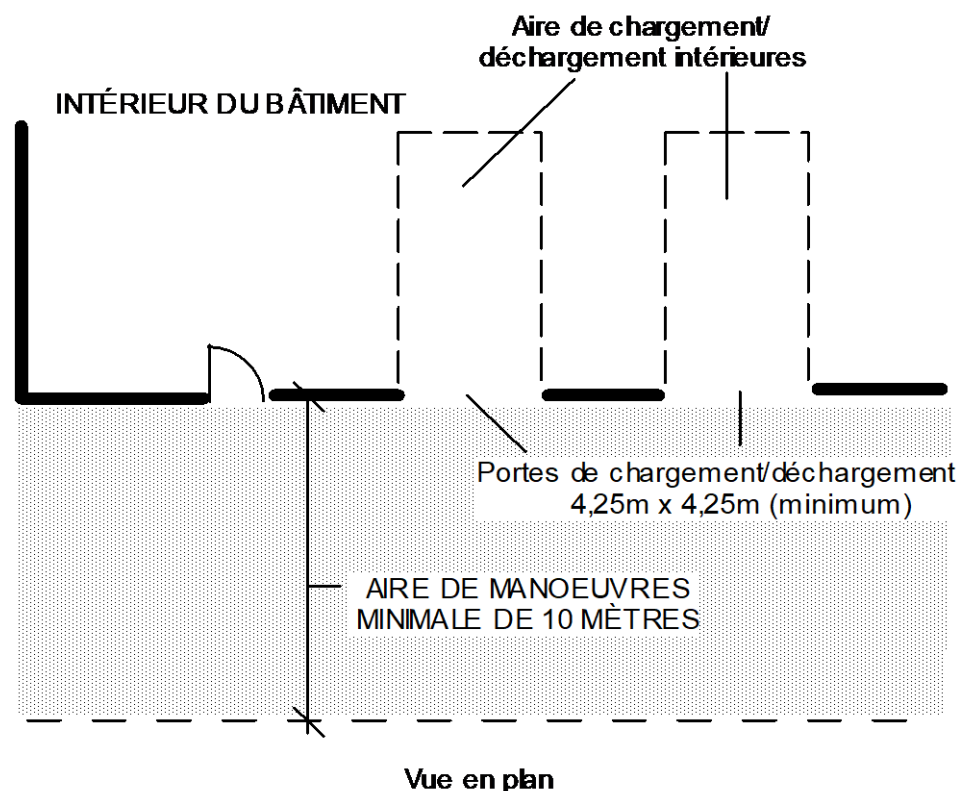 Aire de chargement/
déchargement intérieures
INTÉRIEUR DU BÂTIMENT
Portes de chargement/déchargement
4,25m x 4,25m (minimum)
AIRE DE MANOEUVRES
MINIMALE DE 10 MÈTRES
Vue en plan